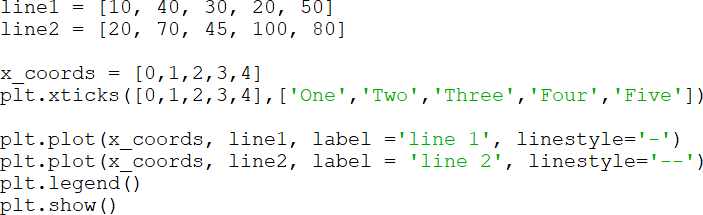 line1 = [10, 40, 30, 20, 50]
line2 = [20, 70, 45, 100, 80]
x_coords = [0,1,2,3,4]
plt.xticks([0,1,2,3,4],['One','Two','Three','Four','Five'])
plt.plot(x_coords, line1, label ='line 1', linestyle='-')
plt.plot(x_coords, line2, label = 'line 2', linestyle='--')
plt.legend()
plt.show()